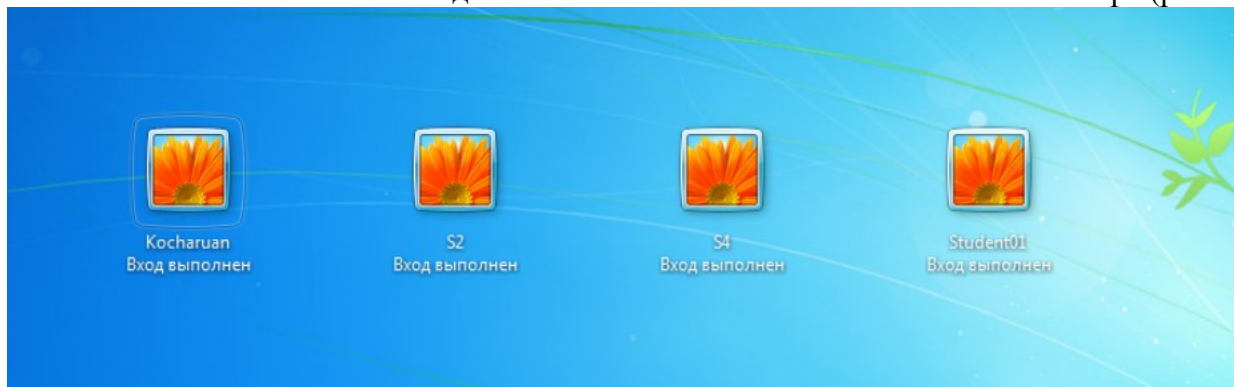 Kocharuan
Вход выполнен
S2
Вход выполнен
S4
Вход выполнен
Student01
Вход выполнен